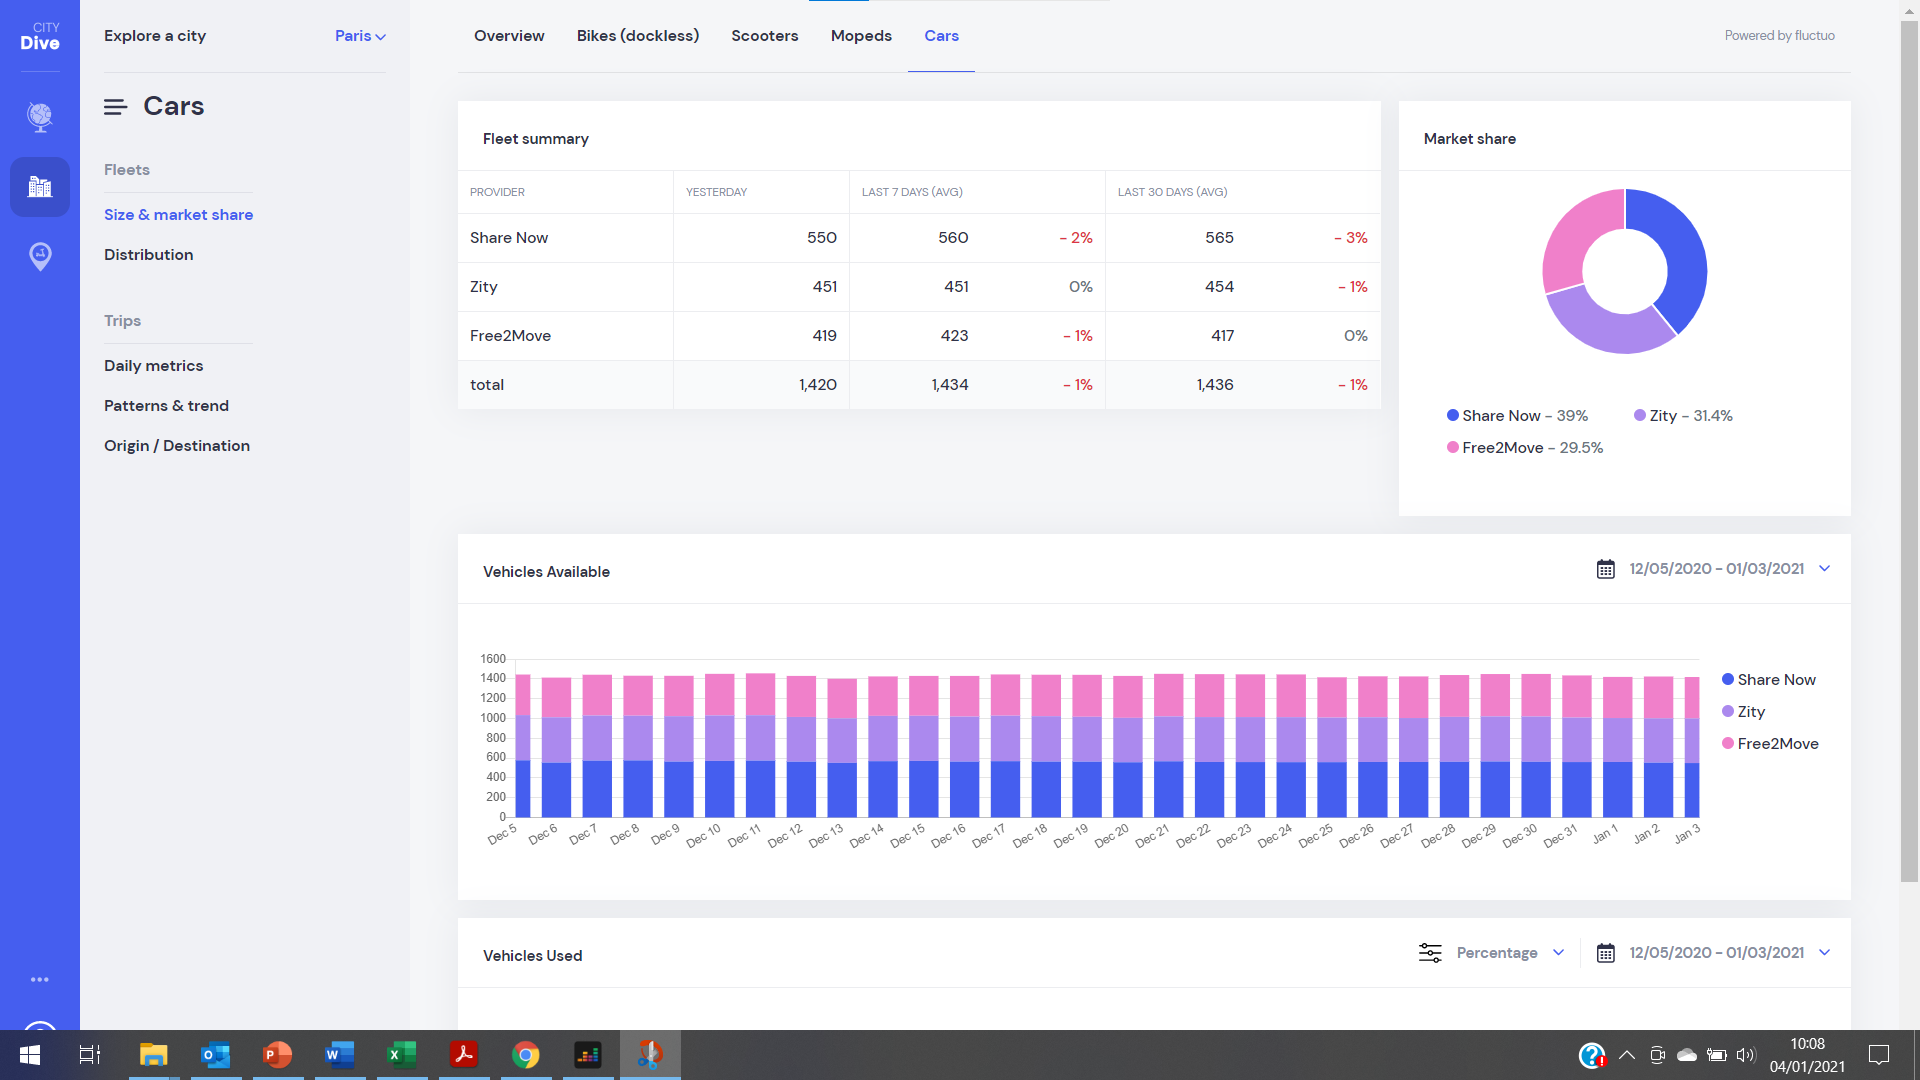 CITY
Dive
Explore a city
Paris
Cars
Fleets
Size & market share
Distribution
Trips
Daily metrics
Patterns & trend
Origin / Destination
Overview Bikes (dockless) Scooters Mopeds Cars
Powered by fluctuo
Fleet summary
PROVIDER YESTERDAY LAST 7 DAYS (AVG) LAST 30 DAYS (AVG)
Share Now 550 560 - 2% 565 - 3%
Zity 451 451 0% 454 - 1%
Free2Move 419 423 - 1% 417 0%
total 1,420 1,434 - 1% 1,436 - 1%
Market share
Share Now - 39% Zity - 31.4%
Free2Move - 29.5%
Vehicles Available
12/05/2020 - 01/03/2021
1600
1400
1200
1000
800
600
400
200
0
Dec 5 Dec 6 Dec 7 Dec 8 Dec 9 Dec 10 Dec 11 Dec 12 Dec 13 Dec 14 Dec 15 Dec 16 Dec 17 Dec 18 Dec 19 Dec 20 Dec 21 Dec 22 Dec 23 Dec 24 Dec 25 Dec 26 Dec 27 Dec 28 Dec 29 Dec 30 Dec 31 Jan 1 Jan 2 Jan 3
Share Now
Zity
Free2Move
Vehicles Used
Percentage
12/05/2020 - 01/03/2021
10:08
04/01/2021